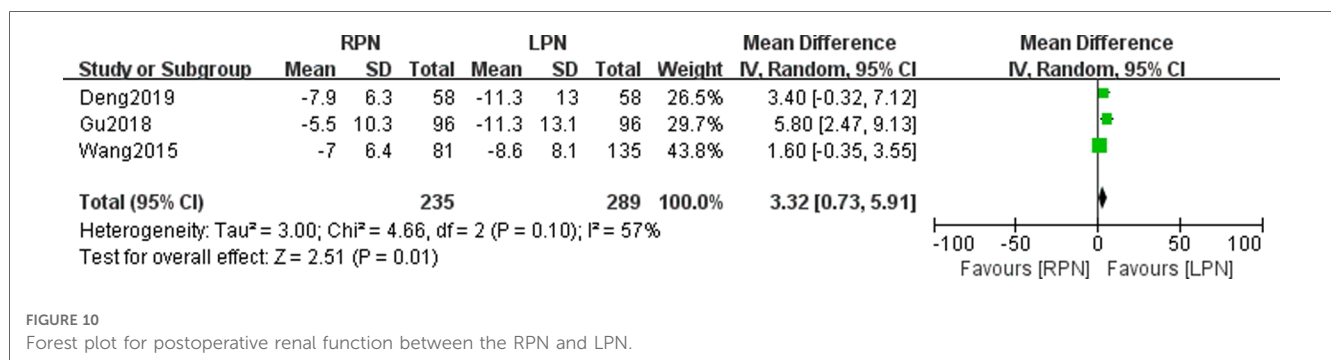 RPN LPN Mean Difference Mean Difference
Study or Subgroup Mean SD Total Mean SD Total Weight IV, Random, 95% CI IV, Random, 95% CI
Deng2019 -7.9 6.3 58 -11.3 13 58 26.5% 3.40 [-0.32, 7.12]
Gu2018 -5.5 10.3 96 -11.3 13.1 96 29.7% 5.80 [2.47, 9.13]
Wang2015 -7 6.4 81 -8.6 8.1 135 43.8% 1.60 [-0.35, 3.55]
Total (95% CI) 235 289 100.0% 3.32 [0.73, 5.91]
Heterogeneity: Tau² = 3.00; Chi² = 4.66, df = 2 (P = 0.10); I² = 57%
Test for overall effect: Z = 2.51 (P = 0.01)
-100 -50 0 50 100
Favours [RPN] Favours [LPN]
FIGURE 10
Forest plot for postoperative renal function between the RPN and LPN.